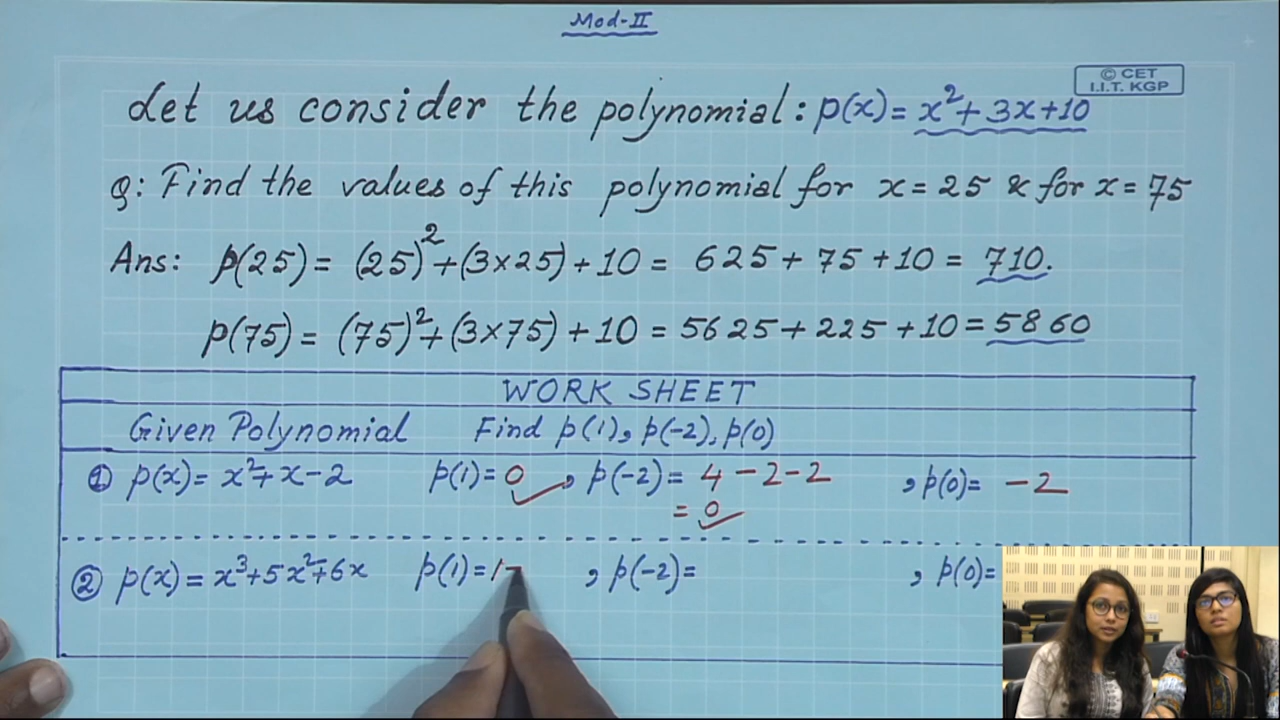 Mod-II
© CET
I.I.T. KGP
Let us consider the polynomial: p(x) = x²+ 3x+10
Q: Find the values of this polynomial for x = 25 & for x = 75
Ans: p(25) = (25)²+(3×25) + 10 = 625 + 75 + 10 = 710.
p(75) = (75)²+(3×75) + 10 = 5625 + 225 + 10 = 5860
WORK SHEET
Given Polynomial Find p(1), p(-2), p(0)
① p(x) = x²+x-2 p(1) = 0 , p(-2) = 4 - 2 - 2 , p(0) = -2
= 0
② p(x) = x³+5x²+6x p(1) = 1 , p(-2) = , p(0) =